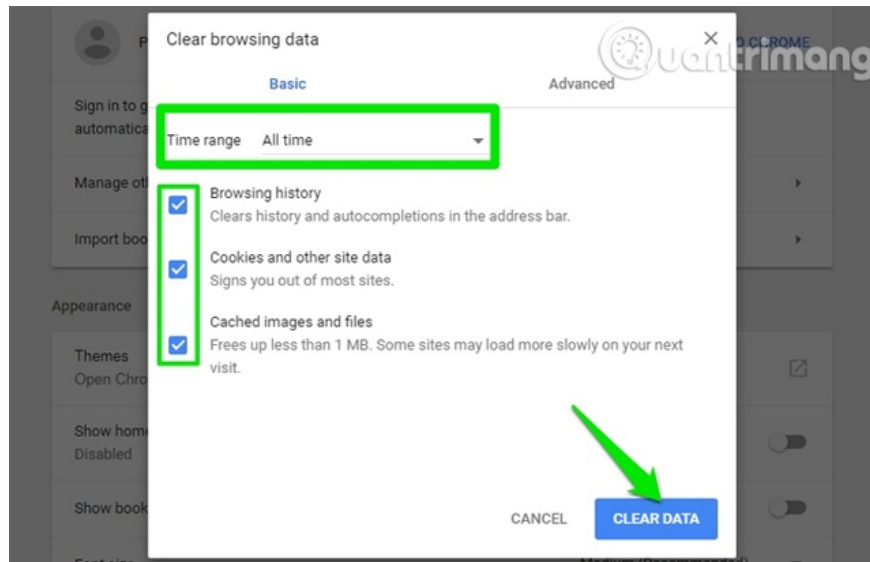 Clear browsing data
Quantrimang
Basic
Advanced
Sign in to g
automatica
Time range All time
Manage otl
Browsing history
Clears history and autocompletions in the address bar.
Import boo
Cookies and other site data
Signs you out of most sites.
Appearance
Cached images and files
Frees up less than 1 MB. Some sites may load more slowly on your next
visit.
Themes
Open Chro
Show home
Disabled
CANCEL
CLEAR DATA
Show book